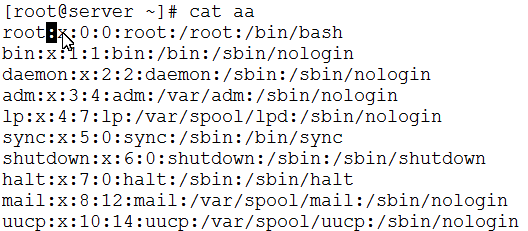 [root@server ~]# cat aa
root:x:0:0:root:/root:/bin/bash
bin:x:1:1:bin:/bin:/sbin/nologin
daemon:x:2:2:daemon:/sbin:/sbin/nologin
adm:x:3:4:adm:/var/adm:/sbin/nologin
lp:x:4:7:lp:/var/spool/lpd:/sbin/nologin
sync:x:5:0:sync:/sbin:/bin/sync
shutdown:x:6:0:shutdown:/sbin:/sbin/shutdown
halt:x:7:0:halt:/sbin:/sbin/halt
mail:x:8:12:mail:/var/spool/mail:/sbin/nologin
uucp:x:10:14:uucp:/var/spool/uucp:/sbin/nologin